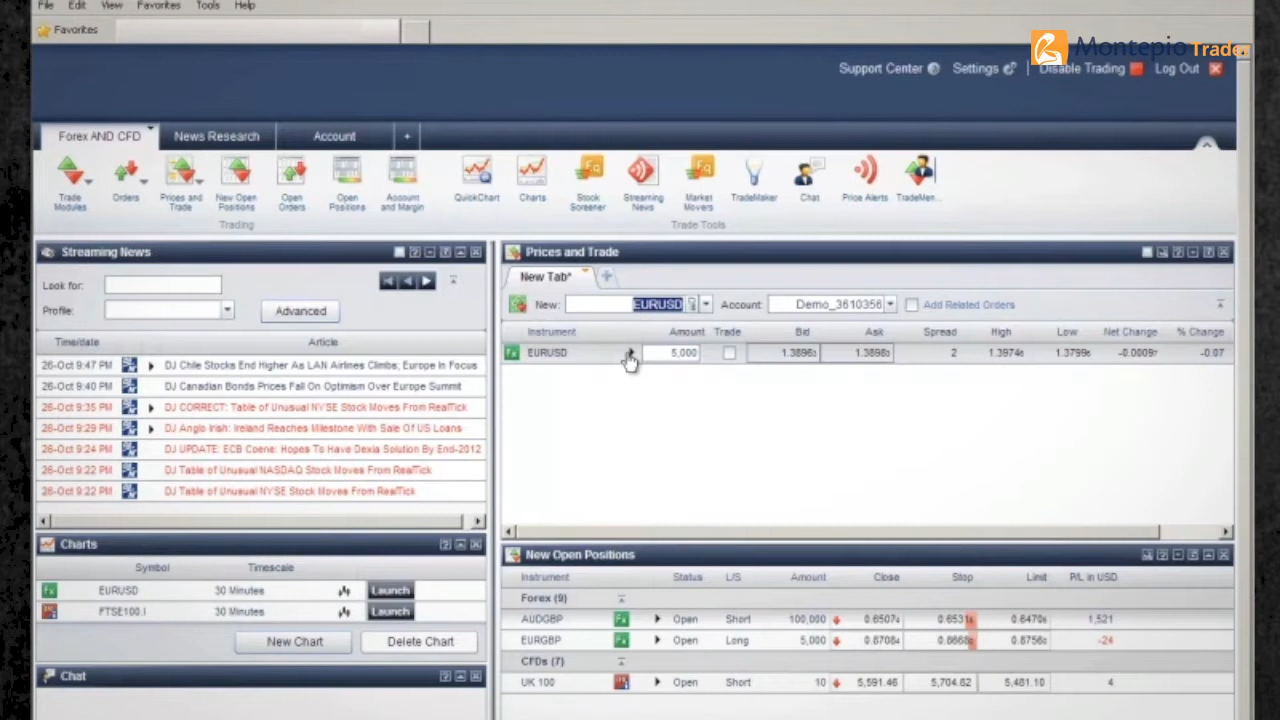 File Edit View Favorites Tools Help
Favorites
Montepio Trader
Support Center Settings Disable Trading Log Out
Forex AND CFD News Research Account +
Trade Modules Orders Prices and Trade New Open Positions Open Orders Open Positions Account and Margin QuickChart Charts Stock Screener Streaming News Market Movers TradeMaker Chat Price Alerts TradeMen...
Trading Trade Tools
Streaming News
Look for:
Profile: Advanced
Time/date Article
26-Oct 9:47 PM DJ Chile Stocks End Higher As LAN Airlines Climbs; Europe In Focus
26-Oct 9:40 PM DJ Canadian Bonds Prices Fall On Optimism Over Europe Summit
26-Oct 9:35 PM DJ CORRECT: Table of Unusual NYSE Stock Moves From RealTick
26-Oct 9:29 PM DJ Anglo Irish: Ireland Reaches Milestone With Sale Of US Loans
26-Oct 9:24 PM DJ UPDATE: ECB Coene: Hopes To Have Dexia Solution By End-2012
26-Oct 9:22 PM DJ Table of Unusual NASDAQ Stock Moves From RealTick
26-Oct 9:22 PM DJ Table of Unusual NYSE Stock Moves From RealTick
Charts
Symbol Timescale
EURUSD 30 Minutes Launch
FTSE100.I 30 Minutes Launch
New Chart Delete Chart
Chat
Prices and Trade
New Tab* +
New: EURUSD Account: Demo_3610356 Add Related Orders
Instrument Amount Trade Bid Ask Spread High Low Net Change % Change
Fx EURUSD 5,000 2 -0.07
New Open Positions
Instrument Status L/S Amount Close Stop Limit P/L in USD
Forex (9)
AUDGBP Fx Open Short 100,000 1,521
EURGBP Fx Open Long 5,000 -24
CFDs (7)
UK 100 Open Short 10 5,591.46 5,704.82 5,481.10 4